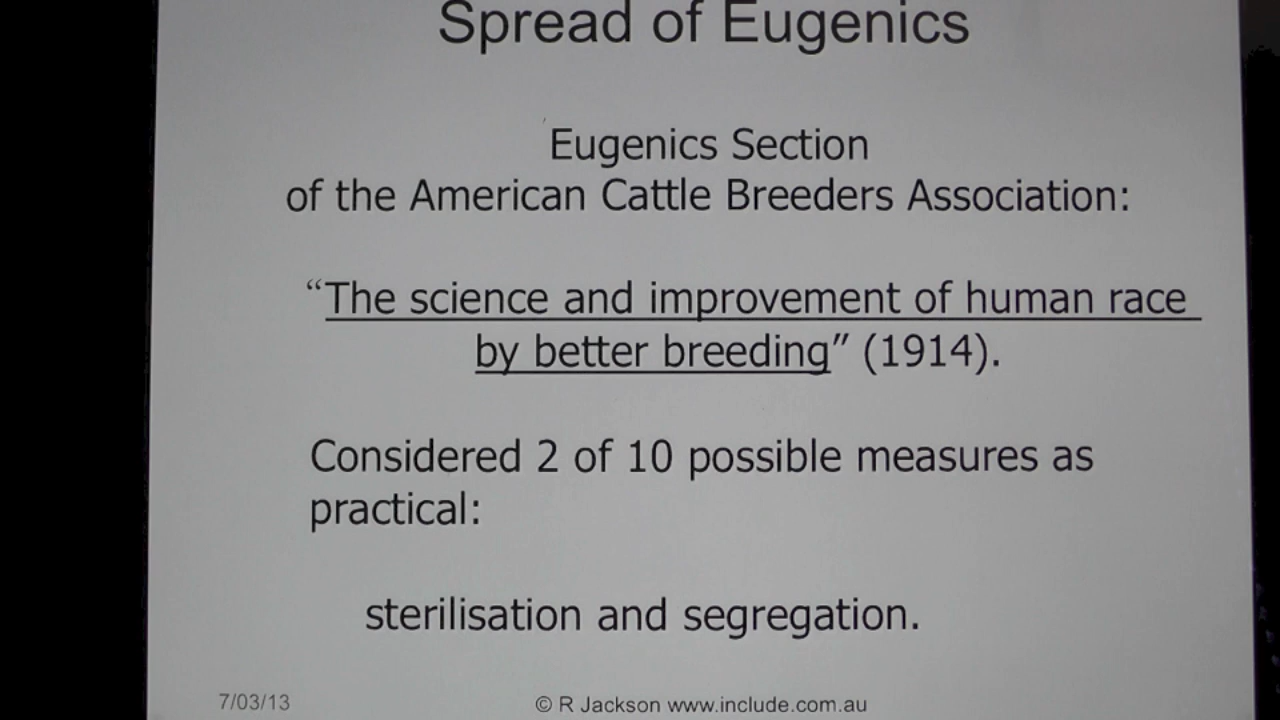 Spread of Eugenics
Eugenics Section
of the American Cattle Breeders Association:
“The science and improvement of human race
by better breeding” (1914).
Considered 2 of 10 possible measures as
practical:
sterilisation and segregation.
7/03/13
© R Jackson www.include.com.au